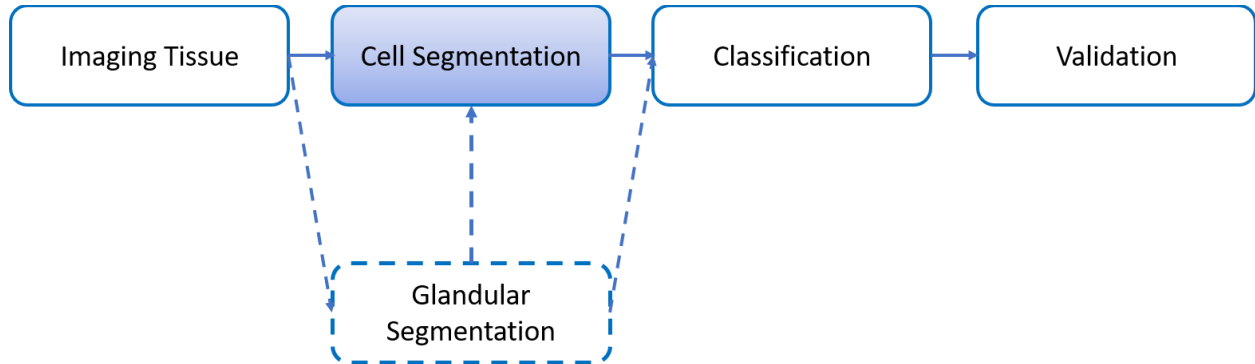 Imaging Tissue
Cell Segmentation
Classification
Validation
Glandular
Segmentation